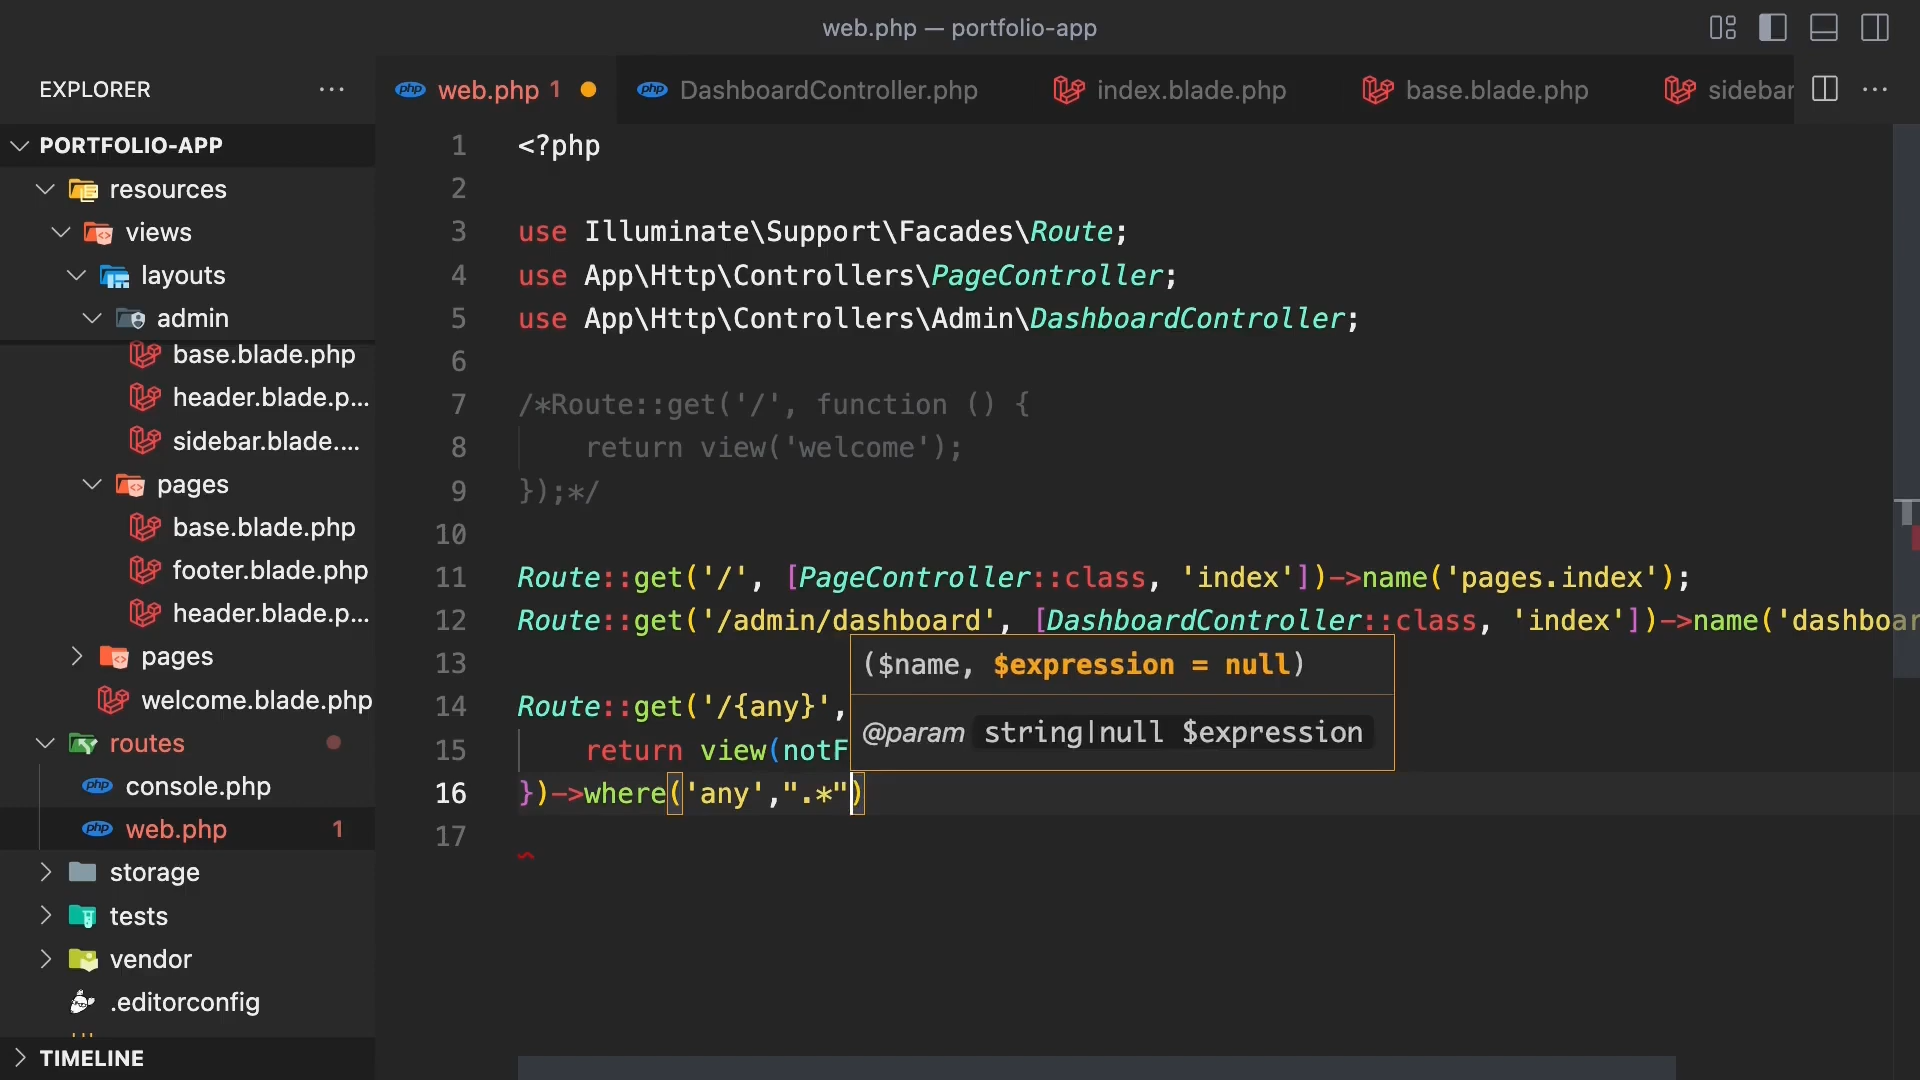 web.php — portfolio-app
EXPLORER
PORTFOLIO-APP
resources
views
layouts
admin
base.blade.php
header.blade.p...
sidebar.blade....
pages
base.blade.php
footer.blade.php
header.blade.p...
pages
welcome.blade.php
routes
console.php
web.php 1
storage
tests
vendor
.editorconfig
TIMELINE
php web.php 1 php DashboardController.php index.blade.php base.blade.php sidebar
1 <?php
2
3 use Illuminate\Support\Facades\Route;
4 use App\Http\Controllers\PageController;
5 use App\Http\Controllers\Admin\DashboardController;
6
7 /*Route::get('/', function () {
8 return view('welcome');
9 });*/
10
11 Route::get('/', [PageController::class, 'index'])->name('pages.index');
12 Route::get('/admin/dashboard', [DashboardController::class, 'index'])->name('dashboar
13
14 Route::get('/{any}',
15 return view(notF
16 })->where('any',".*")
17
($name, $expression = null)
@param string|null $expression